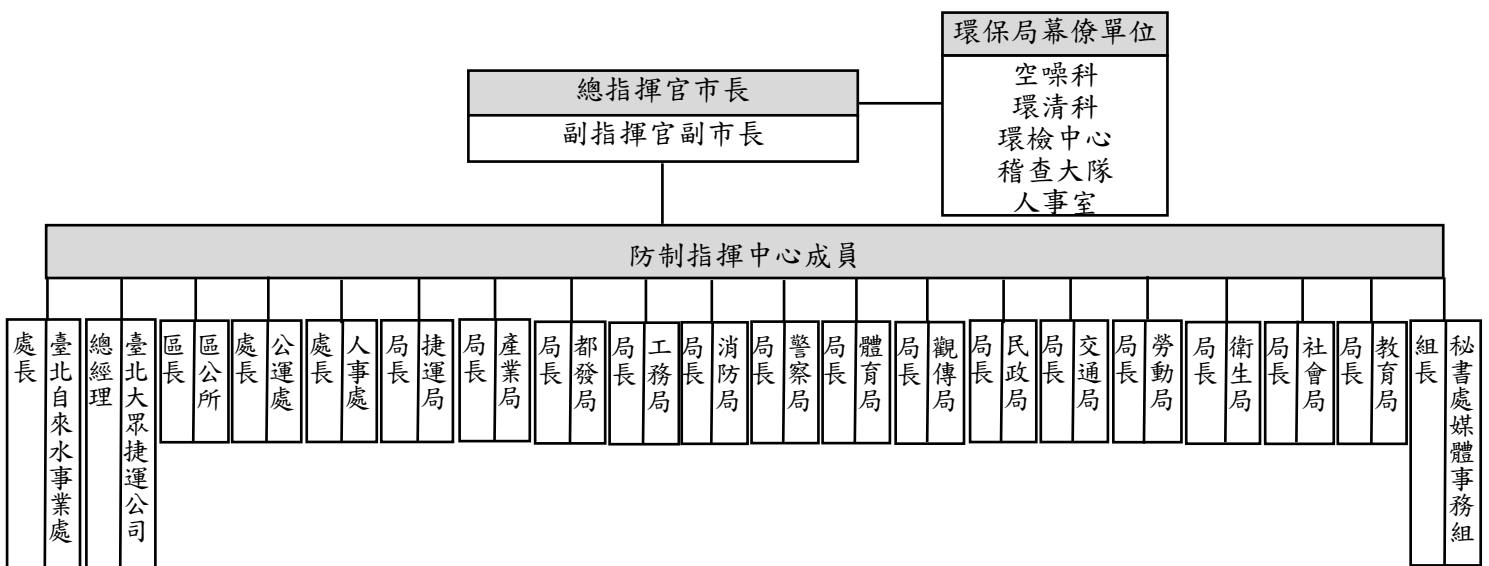 環保局幕僚單位
空噪科
環清科
環檢中心
稽查大隊
人事室
總指揮官市長
副指揮官副市長
防制指揮中心成員
處長
臺北自來水事業處
總經理
臺北大眾捷運公司
區長
區公所
處長
公運處
處長
人事處
局長
捷運局
局長
產業局
局長
都發局
局長
工務局
局長
消防局
局長
警察局
局長
體育局
局長
觀傳局
局長
民政局
局長
交通局
局長
勞動局
局長
衛生局
局長
社會局
局長
教育局
組長
秘書處媒體事務組